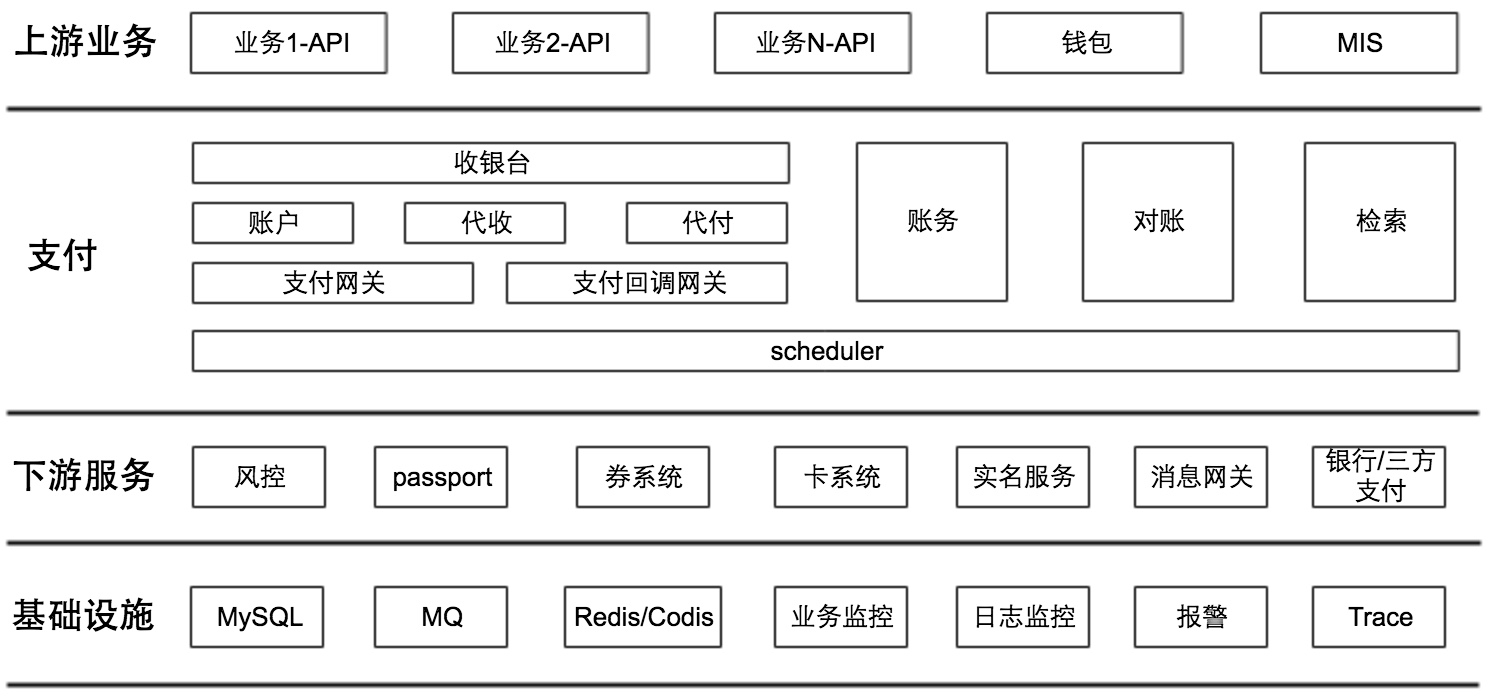 上游业务
业务1-API
业务2-API
业务N-API
钱包
MIS
支付
收银台
账户
代收
代付
支付网关
支付回调网关
账务
对账
检索
scheduler
下游服务
风控
passport
券系统
卡系统
实名服务
消息网关
银行/三方
支付
基础设施
MySQL
MQ
Redis/Codis
业务监控
日志监控
报警
Trace